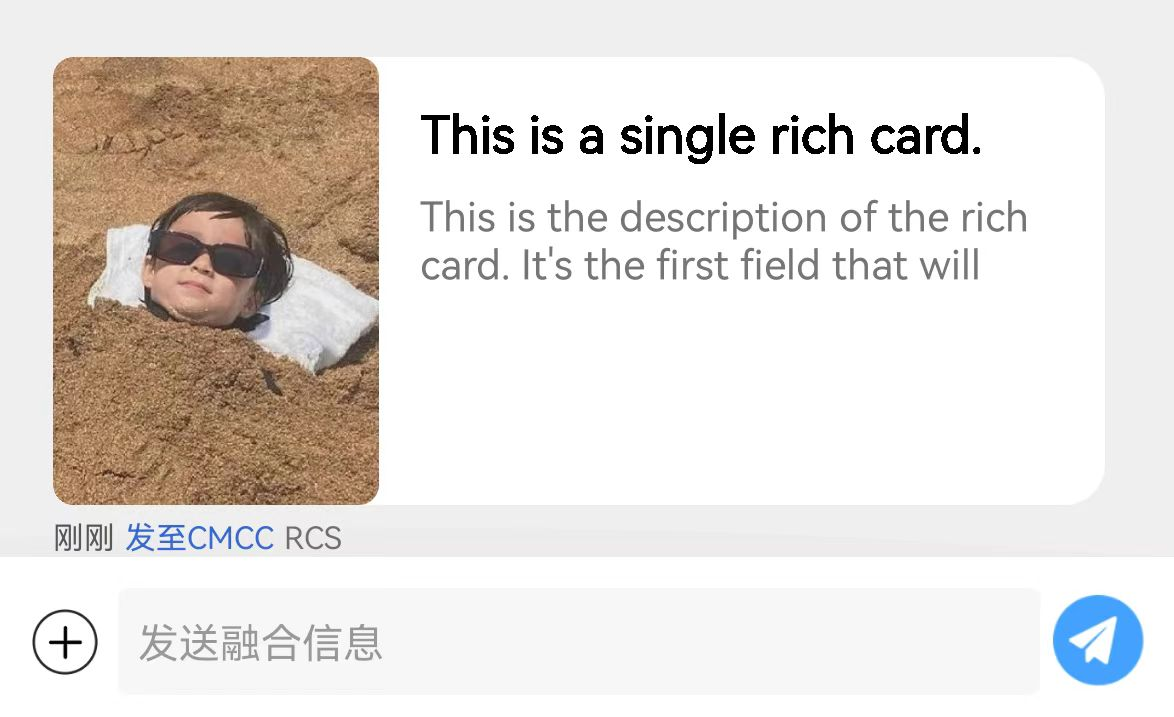 This is a single rich card.
This is the description of the rich
card. It's the first field that will
刚刚 发至CMCC RCS
发送融合信息